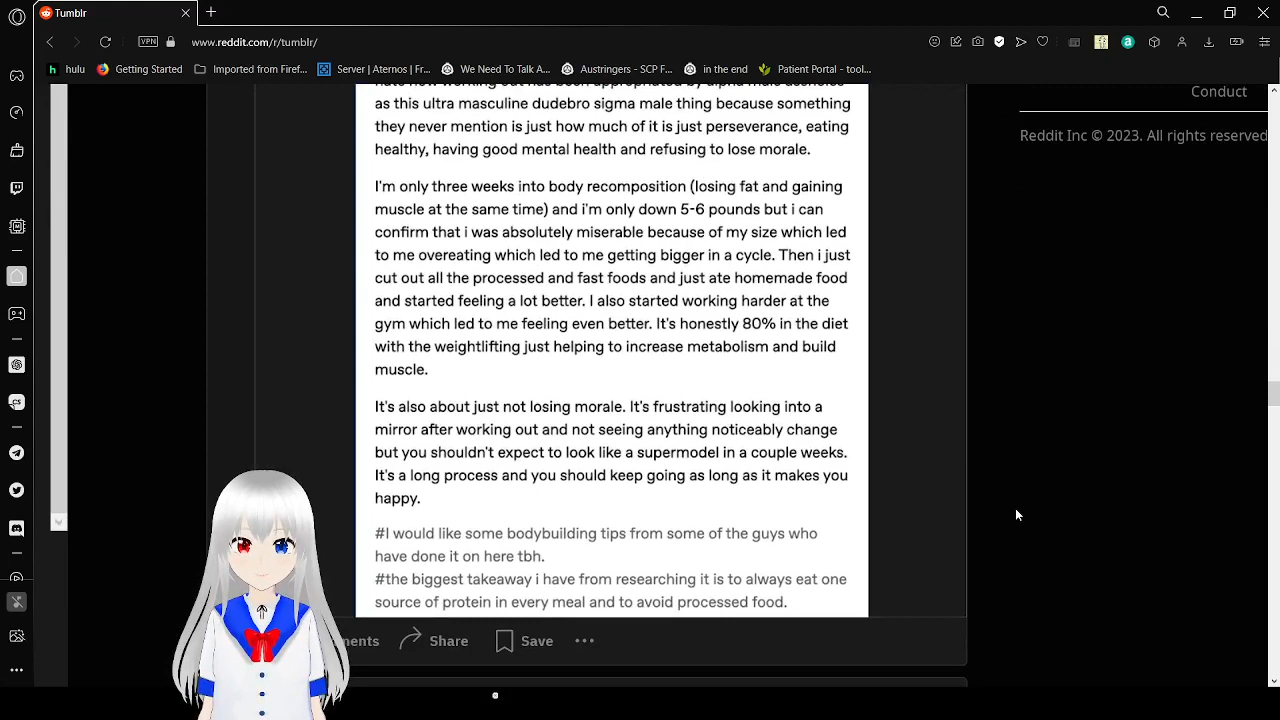 Tumblr
VPN
www.reddit.com/r/tumblr/
hulu
Getting Started
Imported from Firef...
Server | Aternos | Fr...
We Need To Talk A...
Austringers - SCP F...
in the end
Patient Portal - tool...
Conduct
Reddit Inc © 2023. All rights reserved
hate how working out has been appropriated by alpha male assholes
as this ultra masculine dudebro sigma male thing because something
they never mention is just how much of it is just perseverance, eating
healthy, having good mental health and refusing to lose morale.
I'm only three weeks into body recomposition (losing fat and gaining
muscle at the same time) and i'm only down 5-6 pounds but i can
confirm that i was absolutely miserable because of my size which led
to me overeating which led to me getting bigger in a cycle. Then i just
cut out all the processed and fast foods and just ate homemade food
and started feeling a lot better. I also started working harder at the
gym which led to me feeling even better. It's honestly 80% in the diet
with the weightlifting just helping to increase metabolism and build
muscle.
It's also about just not losing morale. It's frustrating looking into a
mirror after working out and not seeing anything noticeably change
but you shouldn't expect to look like a supermodel in a couple weeks.
It's a long process and you should keep going as long as it makes you
happy.
#I would like some bodybuilding tips from some of the guys who
have done it on here tbh.
#the biggest takeaway i have from researching it is to always eat one
source of protein in every meal and to avoid processed food.
ments
Share
Save